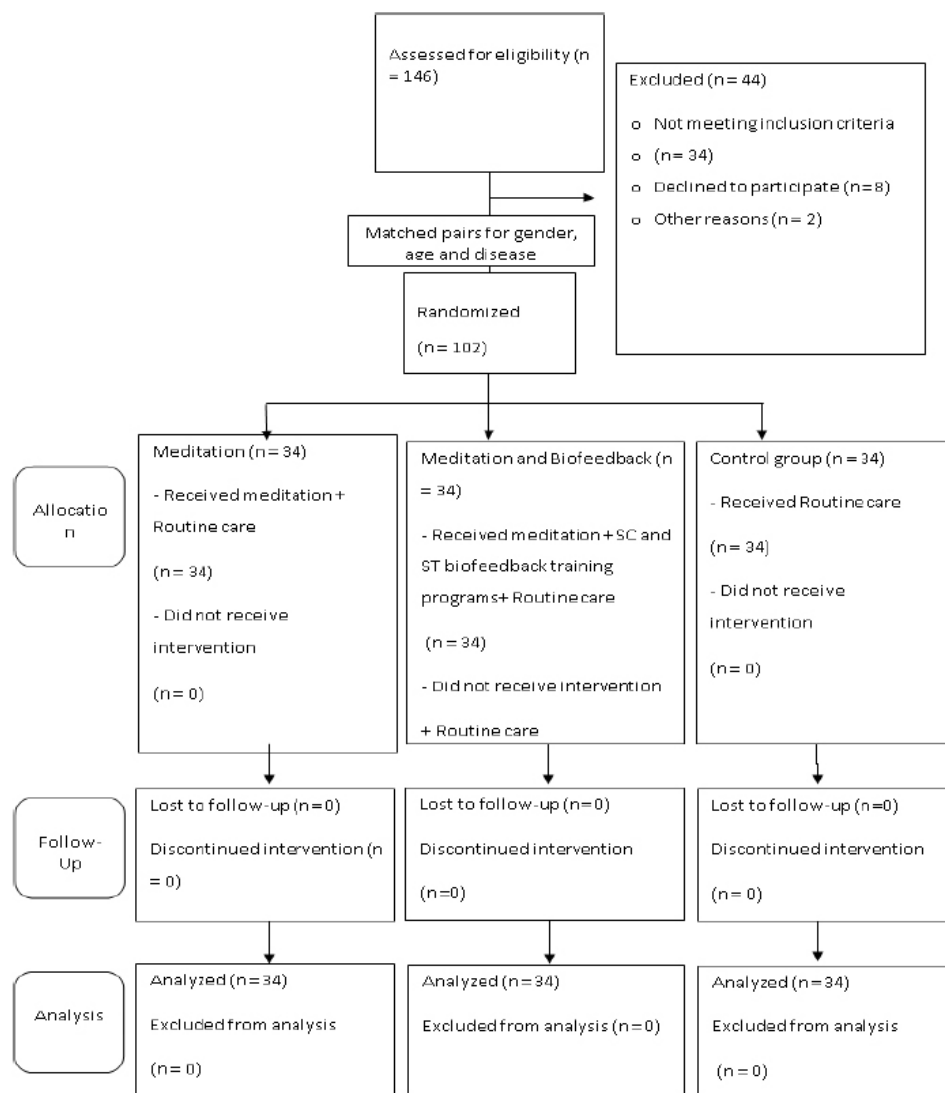 Assessed for eligibility (n
= 146)
Excluded (n = 44)
o Not meeting inclusion criteria
o (n = 34)
o Declined to participate (n=8)
o Other reasons (n = 2)
Matched pairs for gender,
age and disease
Randomized
(n = 102)
Allocatio
n
Meditation (n = 34)
- Received meditation +
Routine care
(n = 34)
- Did not receive
intervention
(n = 0)
Meditation and Biofeedback (n
= 34)
- Received meditation + SC and
ST biofeedback training
programs+ Routine care
(n = 34)
- Did not receive intervention
+ Routine care
Control group (n = 34)
- Received Routine care
(n = 34)
- Did not receive
intervention
(n = 0)
Follow-
Up
Lost to follow-up (n=0)
Discontinued intervention (n
= 0)
Lost to follow-up (n=0)
Discontinued intervention
(n=0)
Lost to follow-up (n=0)
Discontinued intervention
(n = 0)
Analysis
Analyzed (n=34)
Excluded from analysis
(n = 0)
Analyzed (n=34)
Excluded from analysis (n=0)
Analyzed (n=34)
Excluded from analysis
(n = 0)